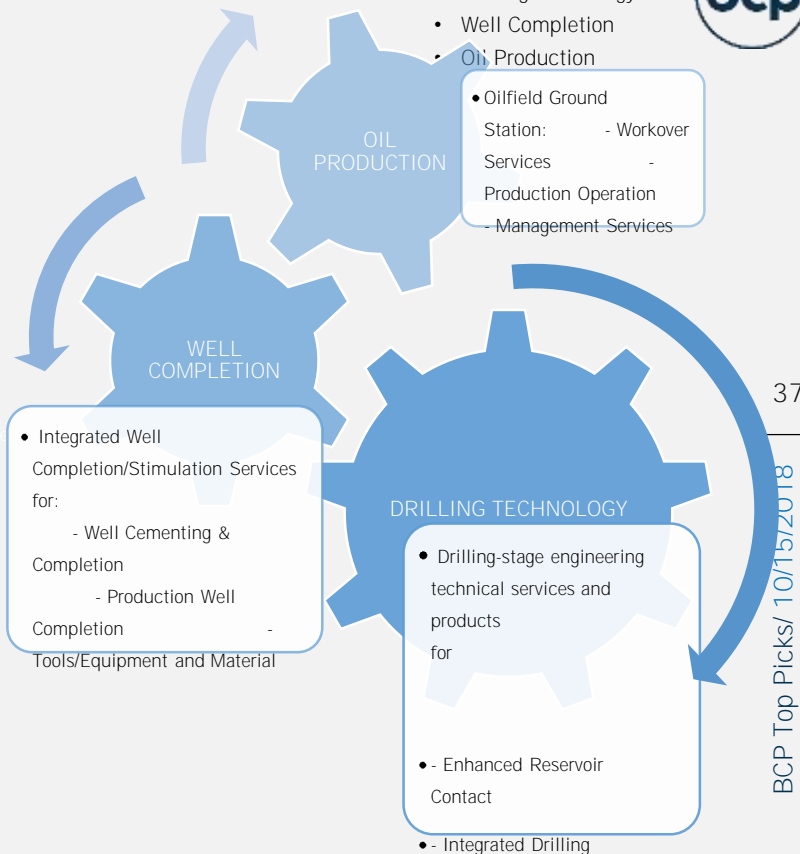 • Well Completion
• Oil Production
OIL
PRODUCTION
• Oilfield Ground
Station: - Workover
Services -
Production Operation
- Management Services
WELL
COMPLETION
• Integrated Well
Completion/Stimulation Services
for:
- Well Cementing &
Completion
- Production Well
Completion -
Tools/Equipment and Material
DRILLING TECHNOLOGY
• Drilling-stage engineering
technical services and
products
for
• - Enhanced Reservoir
Contact
• - Integrated Drilling
37
BCP Top Picks/ 10/15/2018